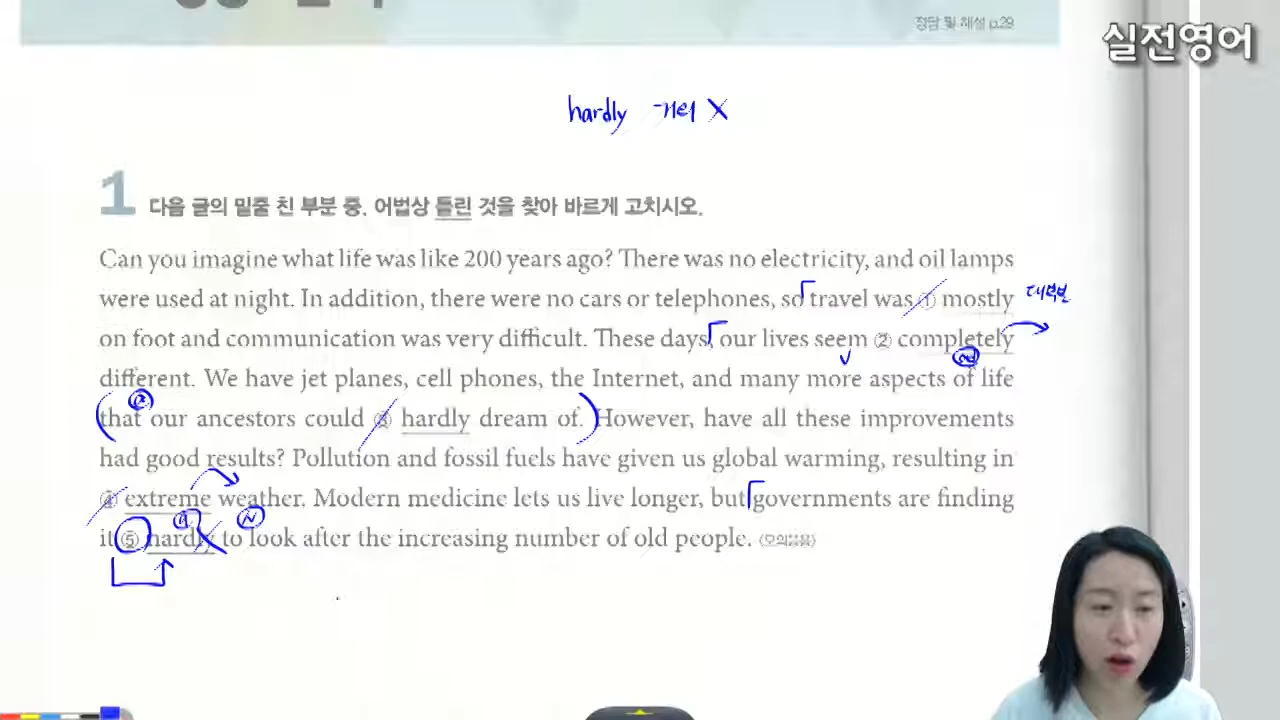 정답 및 해설 p.29
실전영어
hardly 거의 X
1 다음 글의 밑줄 친 부분 중, 어법상 틀린 것을 찾아 바르게 고치시오.
Can you imagine what life was like 200 years ago? There was no electricity, and oil lamps
were used at night. In addition, there were no cars or telephones, so travel was ① mostly 대부분
on foot and communication was very difficult. These days, our lives seem ② completely
different. We have jet planes, cell phones, the Internet, and many more aspects of life
that our ancestors could ③ hardly dream of. However, have all these improvements
had good results? Pollution and fossil fuels have given us global warming, resulting in
④ extreme weather. Modern medicine lets us live longer, but governments are finding
it ⑤ hardly to look after the increasing number of old people.